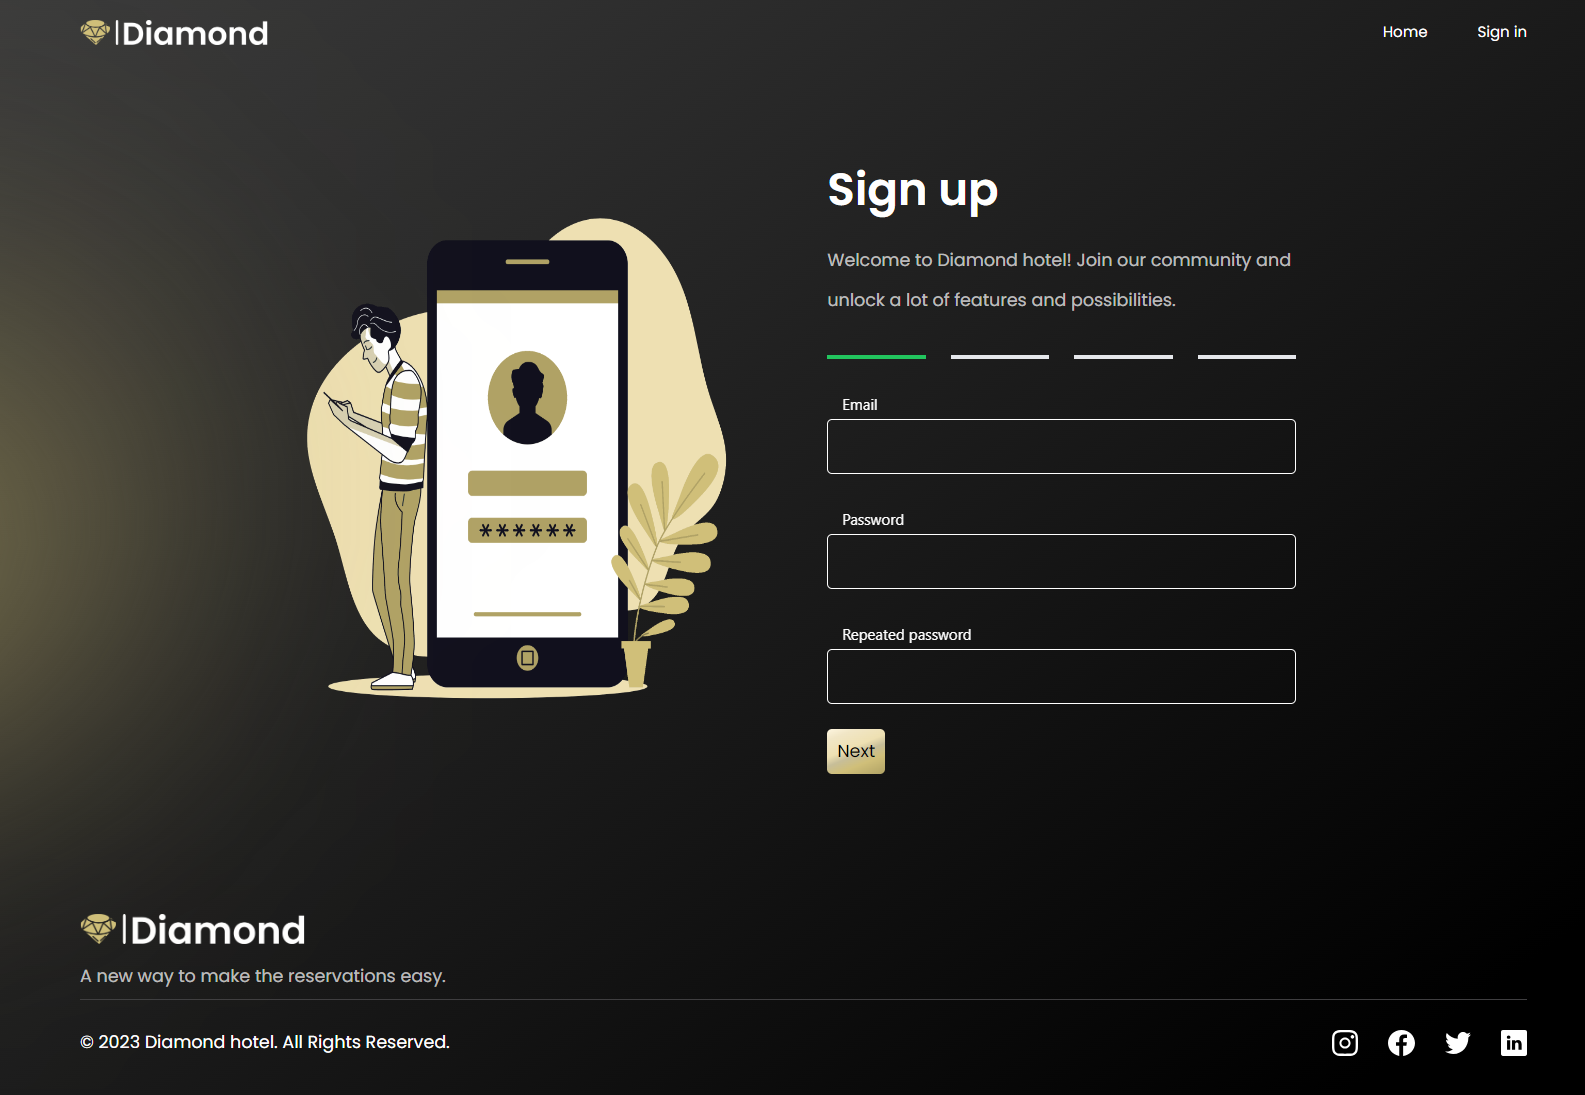 Diamond
Home
Sign in
Sign up
Welcome to Diamond hotel! Join our community and
unlock a lot of features and possibilities.
Email
Password
Repeated password
Next
******
Diamond
A new way to make the reservations easy.
© 2023 Diamond hotel. All Rights Reserved.
in